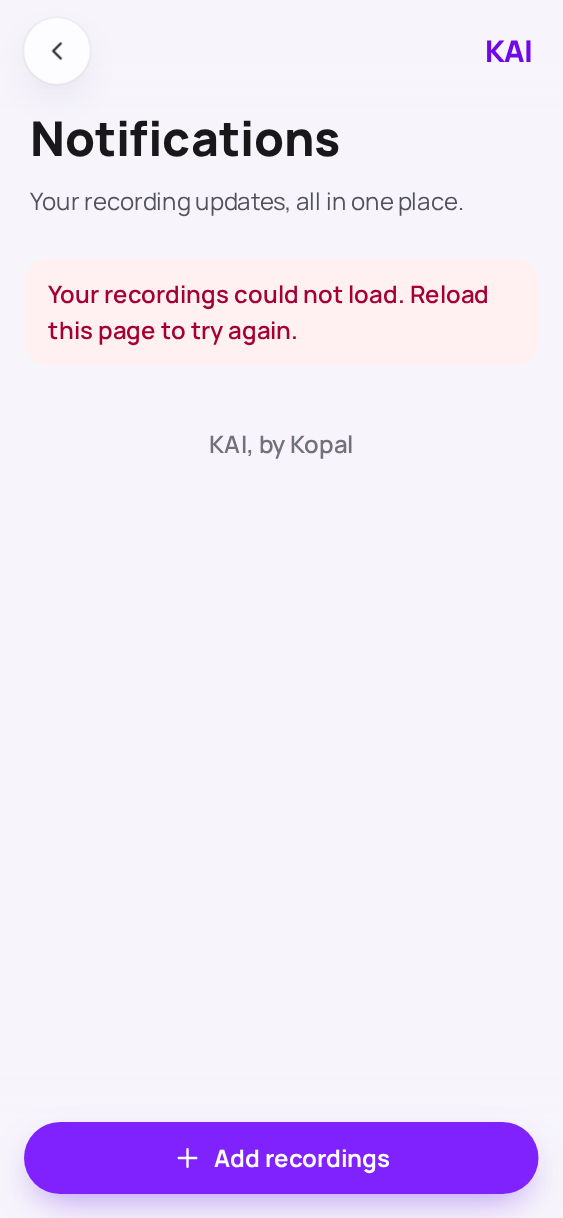 KAI
Notifications
Your recording updates, all in one place.
Your recordings could not load. Reload
this page to try again.
KAI, by Kopal
Add recordings